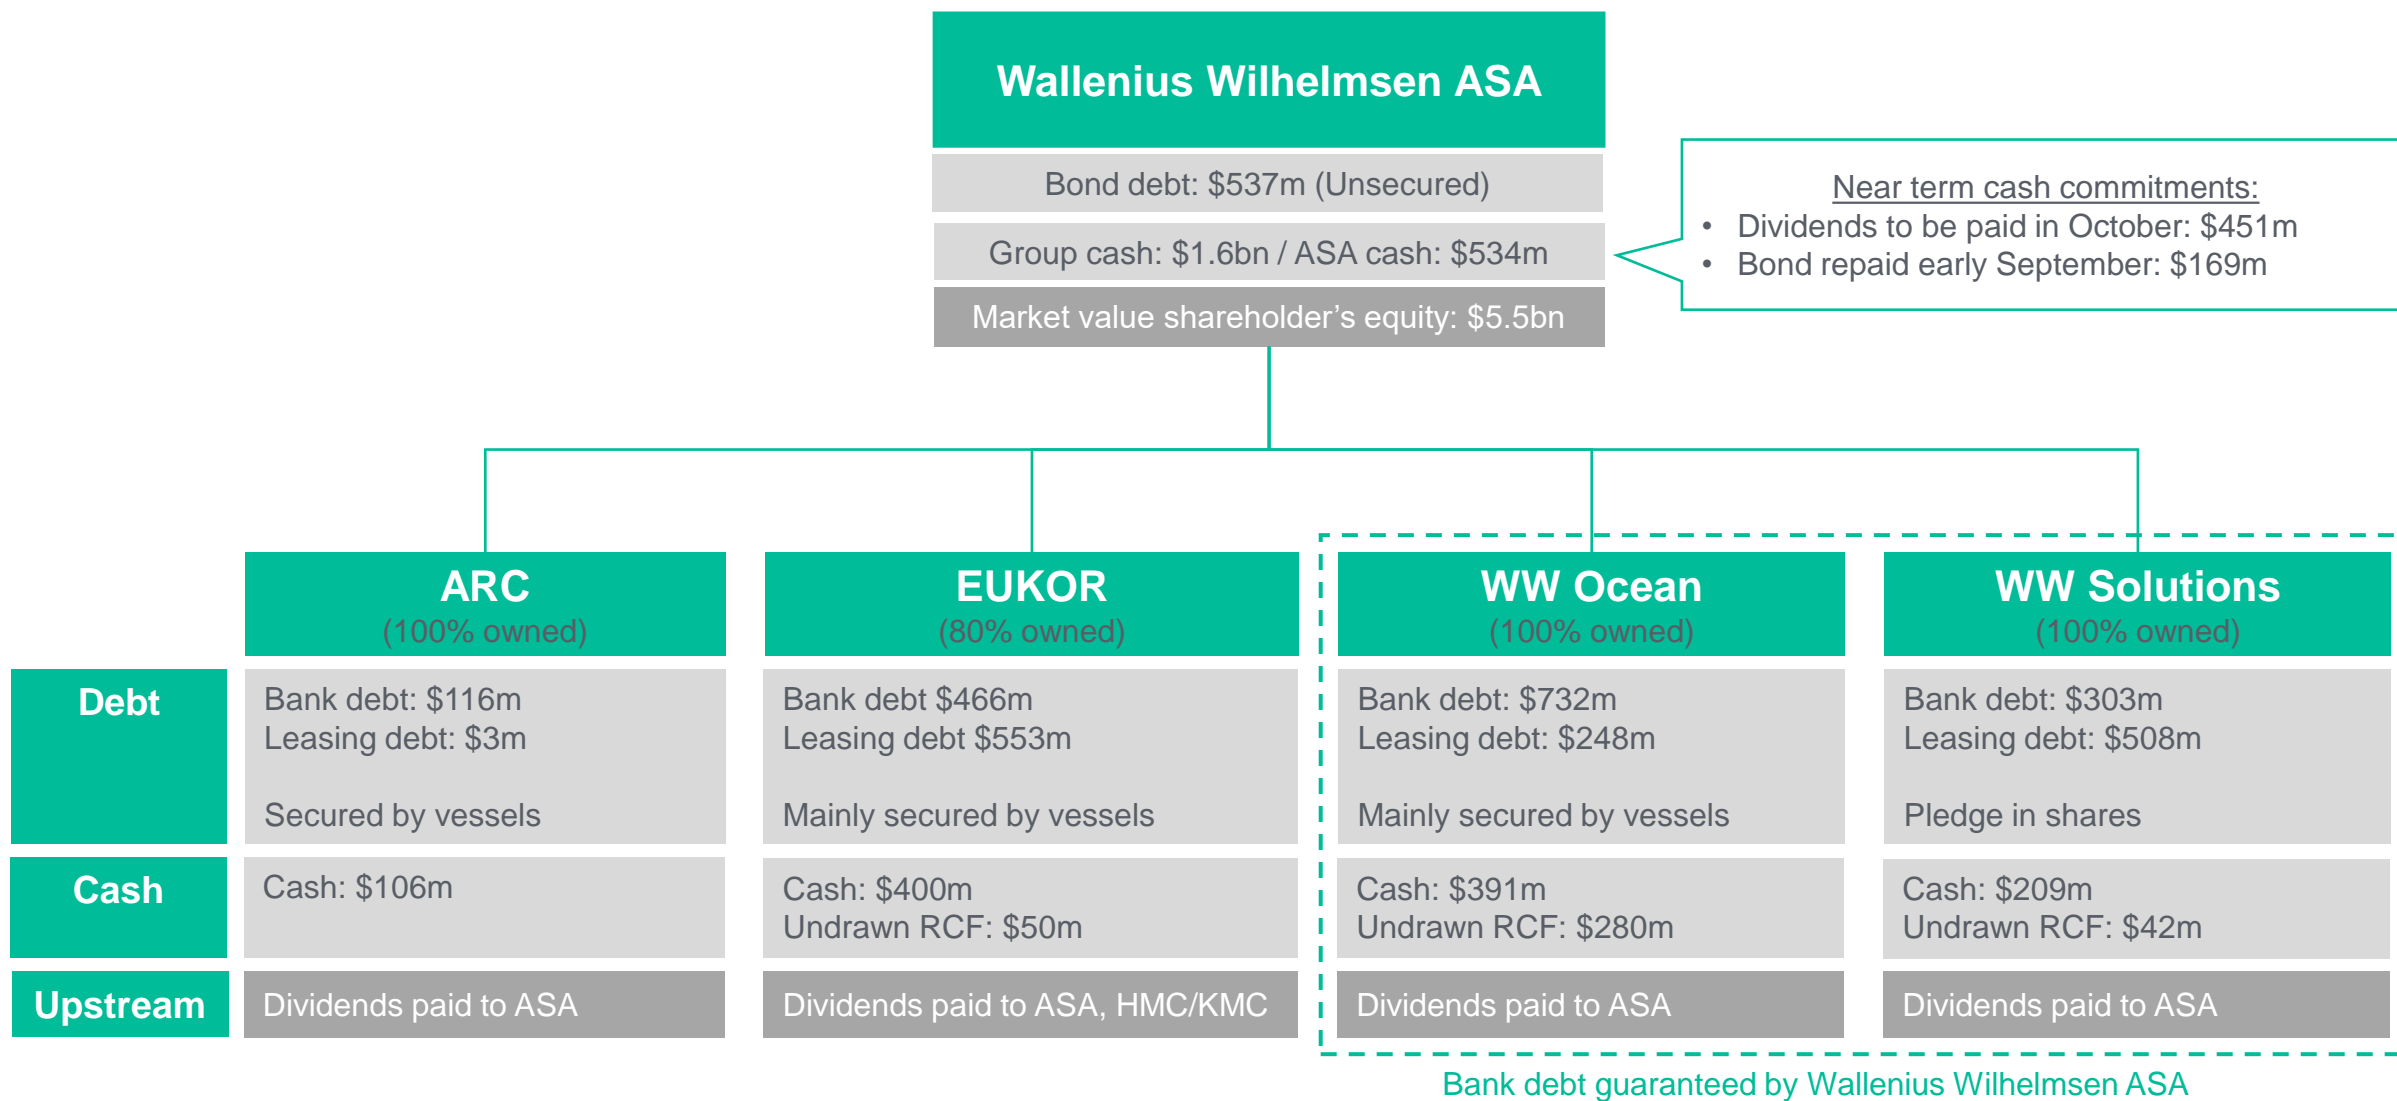 Wallenius Wilhelmsen ASA
Bond debt: $537m (Unsecured)
Group cash: $1.6bn / ASA cash: $534m
Market value shareholder’s equity: $5.5bn
Near term cash commitments:
• Dividends to be paid in October: $451m
• Bond repaid early September: $169m
ARC
(100% owned)
EUKOR
(80% owned)
WW Ocean
(100% owned)
WW Solutions
(100% owned)
Debt
Bank debt: $116m
Leasing debt: $3m
Secured by vessels
Bank debt $466m
Leasing debt $553m
Mainly secured by vessels
Bank debt: $732m
Leasing debt: $248m
Mainly secured by vessels
Bank debt: $303m
Leasing debt: $508m
Pledge in shares
Cash
Cash: $106m
Cash: $400m
Undrawn RCF: $50m
Cash: $391m
Undrawn RCF: $280m
Cash: $209m
Undrawn RCF: $42m
Upstream
Dividends paid to ASA
Dividends paid to ASA, HMC/KMC
Dividends paid to ASA
Dividends paid to ASA
Bank debt guaranteed by Wallenius Wilhelmsen ASA